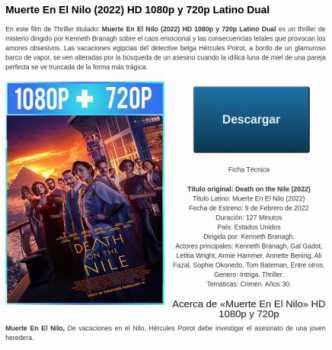 Muerte En El Nilo (2022) HD 1080p y 720p Latino Dual
En este film de Thriller titulado: Muerte En El Nilo (2022) HD 1080p y 720p Latino Dual es un thriller de
misterio dirigido por Kenneth Branagh sobre el caos emocional y las consecuencias letales que provocan los
amores obsesivos. Las vacaciones egipcias del detective belga Hércules Poirot, a bordo de un glamuroso
barco de vapor, se ven alteradas por la búsqueda de un asesino cuando la idílica luna de miel de una pareja
perfecta se ve truncada de la forma más trágica.
1080P + 720P
DEATH
ON THE
NILE
Descargar
Ficha Técnica
Titulo original: Death on the Nile (2022)
Titulo Latino: Muerte En El Nilo (2022)
Fecha de Estreno: 9 de Febrero de 2022
Duración: 127 Minutos
País: Estados Unidos
Dirigida por: Kenneth Branagh.
Actores principales: Kenneth Branagh, Gal Gadot,
Letitia Wright, Armie Hammer, Annette Bening, Ali
Fazal, Sophie Okonedo, Tom Bateman, Entre otros.
Genero: Intriga. Thriller.
Temáticas: Crimen. Años 30.
Acerca de «Muerte En El Nilo» HD
1080p y 720p
Muerte En El Nilo, De vacaciones en el Nilo, Hércules Poirot debe investigar el asesinato de una joven
heredera.